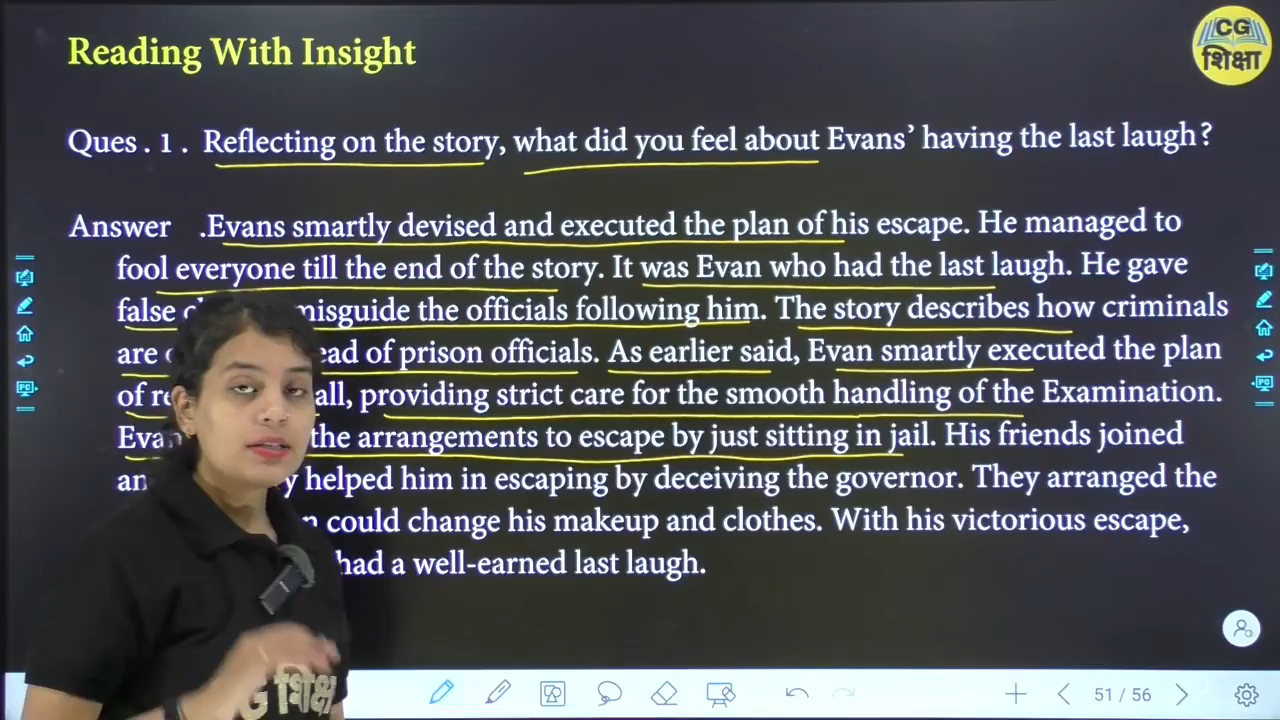 Reading With Insight
CG
शिक्षा
Ques . 1 . Reflecting on the story, what did you feel about Evans’ having the last laugh?
Answer .Evans smartly devised and executed the plan of his escape. He managed to
fool everyone till the end of the story. It was Evan who had the last laugh. He gave
false misguide the officials following him. The story describes how criminals
are of prison officials. As earlier said, Evan smartly executed the plan
of all, providing strict care for the smooth handling of the Examination.
the arrangements to escape by just sitting in jail. His friends joined
helped him in escaping by deceiving the governor. They arranged the
could change his makeup and clothes. With his victorious escape,
had a well-earned last laugh.
शिक्षा
51 / 56